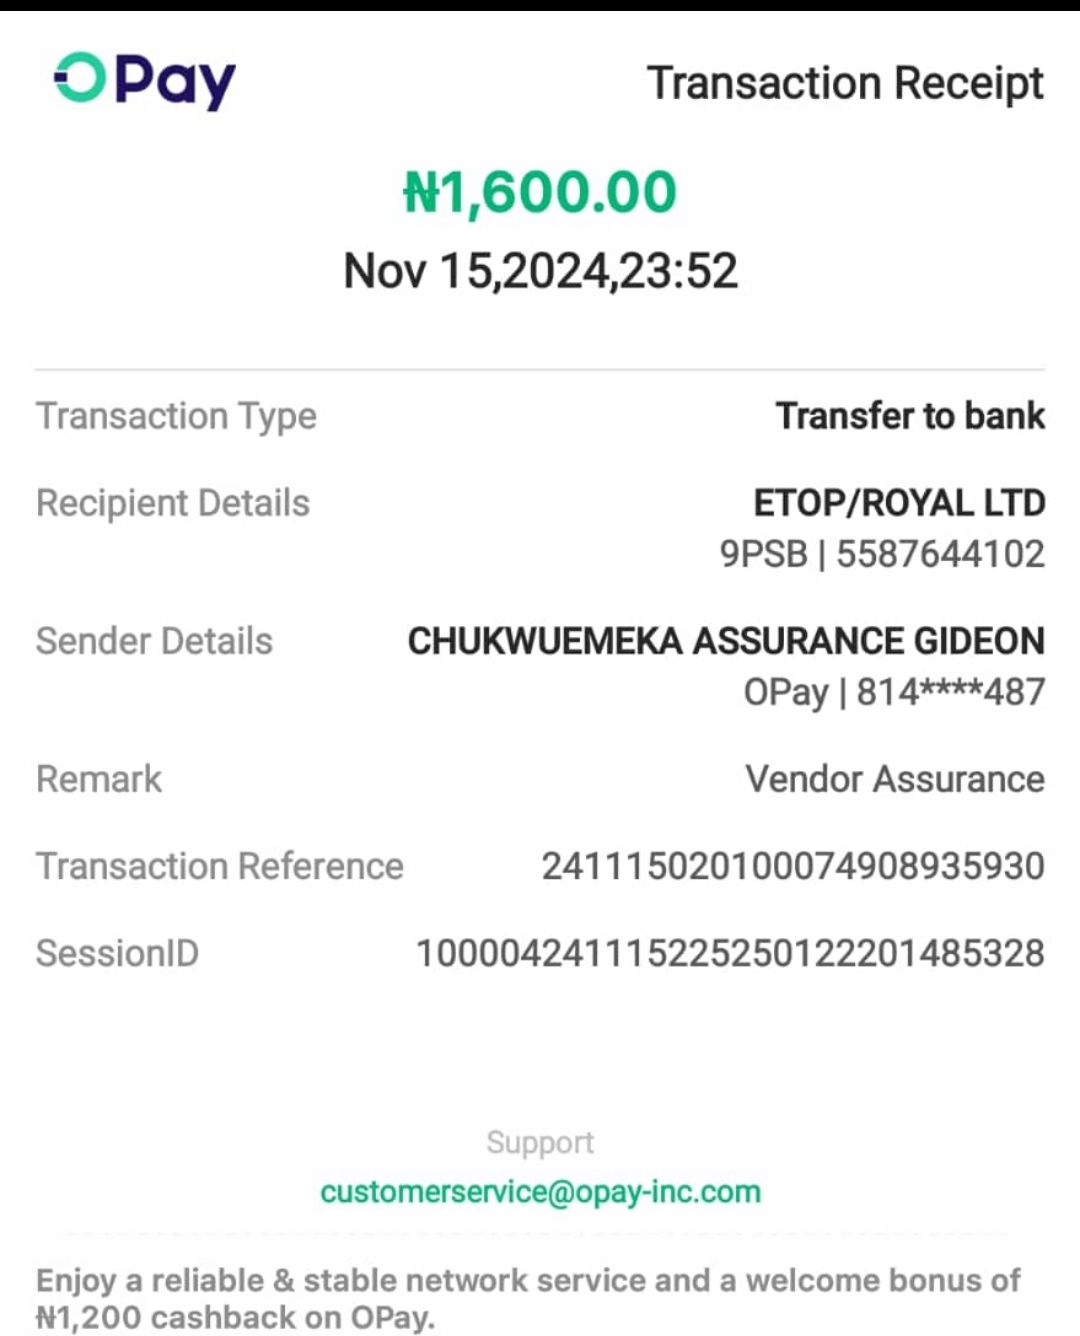 OPay
Transaction Receipt
₦1,600.00
Nov 15,2024,23:52
Transaction Type
Transfer to bank
Recipient Details
ETOP/ROYAL LTD
9PSB | 5587644102
Sender Details
CHUKWUEMEKA ASSURANCE GIDEON
OPay | 814****487
Remark
Vendor Assurance
Transaction Reference
241115020100074908935930
SessionID
100004241115225250122201485328
Support
customerservice@opay-inc.com
Enjoy a reliable & stable network service and a welcome bonus of
₦1,200 cashback on OPay.